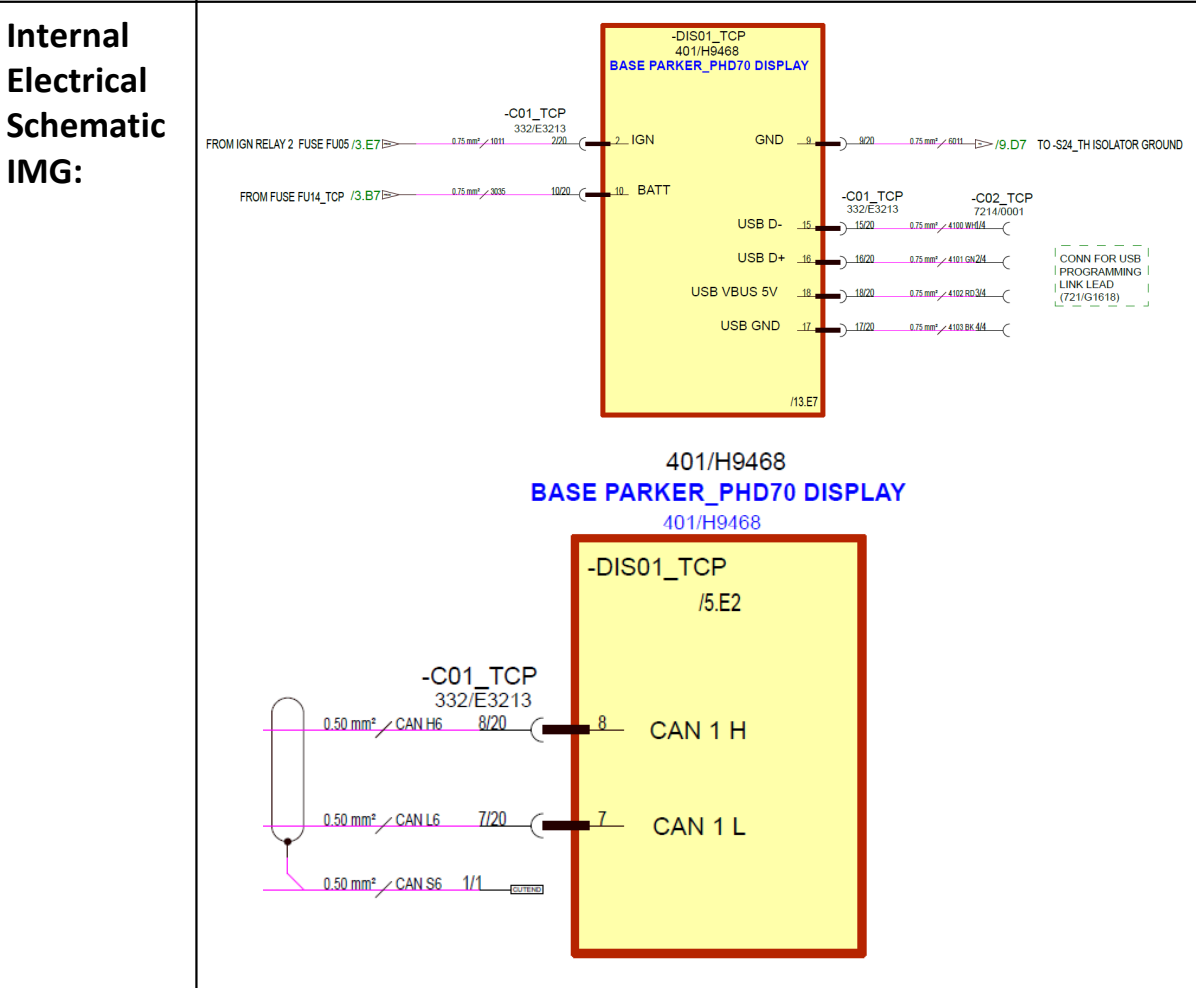 Internal
Electrical
Schematic
IMG:
-DIS01_TCP
401/H9468
BASE PARKER_PHD70 DISPLAY
-C01_TCP
332/E3213
FROM IGN RELAY 2 FUSE FU05 /3.E7 0.75 mm² 1011 2/20 2 IGN
GND 9 9/20 0.75 mm² 6011 /9.D7 TO -S24_TH ISOLATOR GROUND
FROM FUSE FU14_TCP /3.B7 0.75 mm² 3035 10/20 10 BATT
-C01_TCP
332/E3213
-C02_TCP
7214/0001
USB D- 15 15/20 0.75 mm² 4100 WH 1/4
USB D+ 16 16/20 0.75 mm² 4101 GN 2/4
USB VBUS 5V 18 18/20 0.75 mm² 4102 RD 3/4
USB GND 17 17/20 0.75 mm² 4103 BK 4/4
CONN FOR USB
PROGRAMMING
LINK LEAD
(721/G1618)
/13.E7
401/H9468
BASE PARKER_PHD70 DISPLAY
401/H9468
-DIS01_TCP
/5.E2
-C01_TCP
332/E3213
0.50 mm² CAN H6 8/20 8 CAN 1 H
0.50 mm² CAN L6 7/20 7 CAN 1 L
0.50 mm² CAN S6 1/1 CUTEND